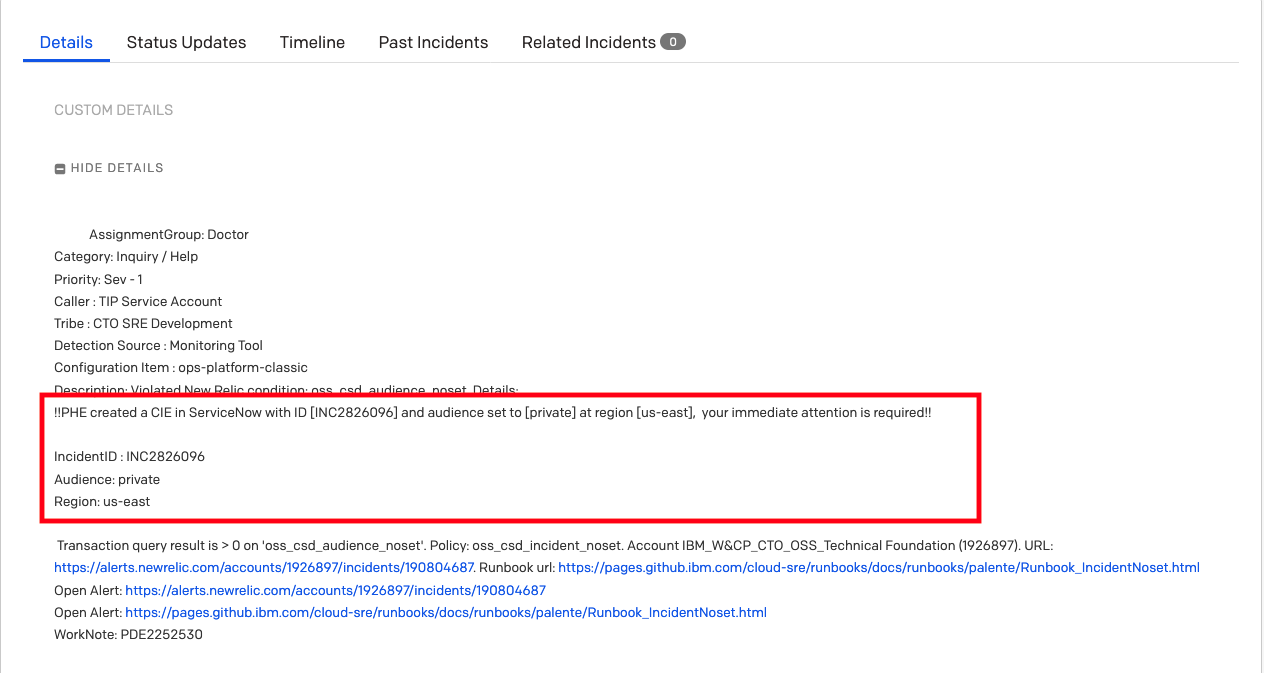 Details Status Updates Timeline Past Incidents Related Incidents 0
CUSTOM DETAILS
HIDE DETAILS
AssignmentGroup: Doctor
Category: Inquiry / Help
Priority: Sev - 1
Caller : TIP Service Account
Tribe : CTO SRE Development
Detection Source : Monitoring Tool
Configuration Item : ops-platform-classic
Description: Violated New Relic condition: oss_csd_audience_noset. Details:
!!PHE created a CIE in ServiceNow with ID [INC2826096] and audience set to [private] at region [us-east], your immediate attention is required!!
IncidentID : INC2826096
Audience: private
Region: us-east
Transaction query result is > 0 on 'oss_csd_audience_noset'. Policy: oss_csd_incident_noset. Account IBM_W&CP_CTO_OSS_Technical Foundation (1926897). URL:
https://alerts.newrelic.com/accounts/1926897/incidents/190804687. Runbook url: https://pages.github.ibm.com/cloud-sre/runbooks/docs/runbooks/palente/Runbook_IncidentNoset.html
Open Alert: https://alerts.newrelic.com/accounts/1926897/incidents/190804687
Open Alert: https://pages.github.ibm.com/cloud-sre/runbooks/docs/runbooks/palente/Runbook_IncidentNoset.html
WorkNote: PDE2252530